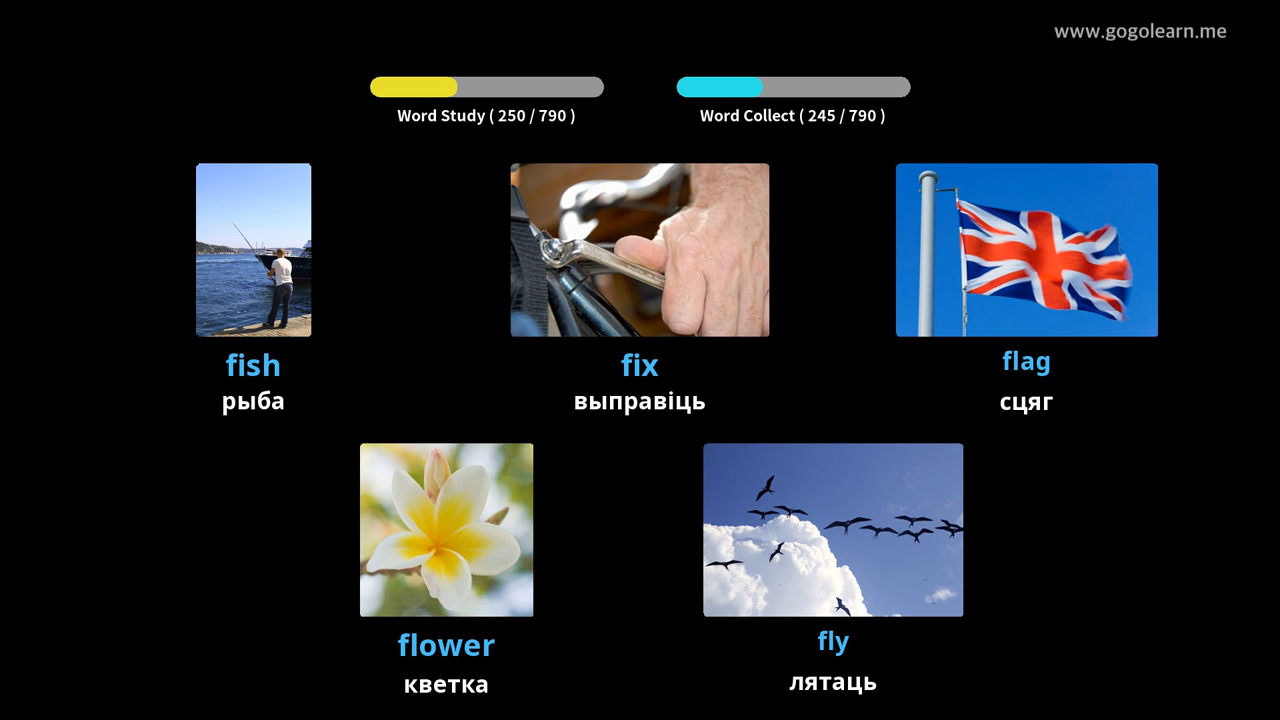 www.gogolearn.me
Word Study ( 250 / 790 )
Word Collect ( 245 / 790 )
fish
рыба
fix
выправіць
flag
сцяг
flower
кветка
fly
лятаць